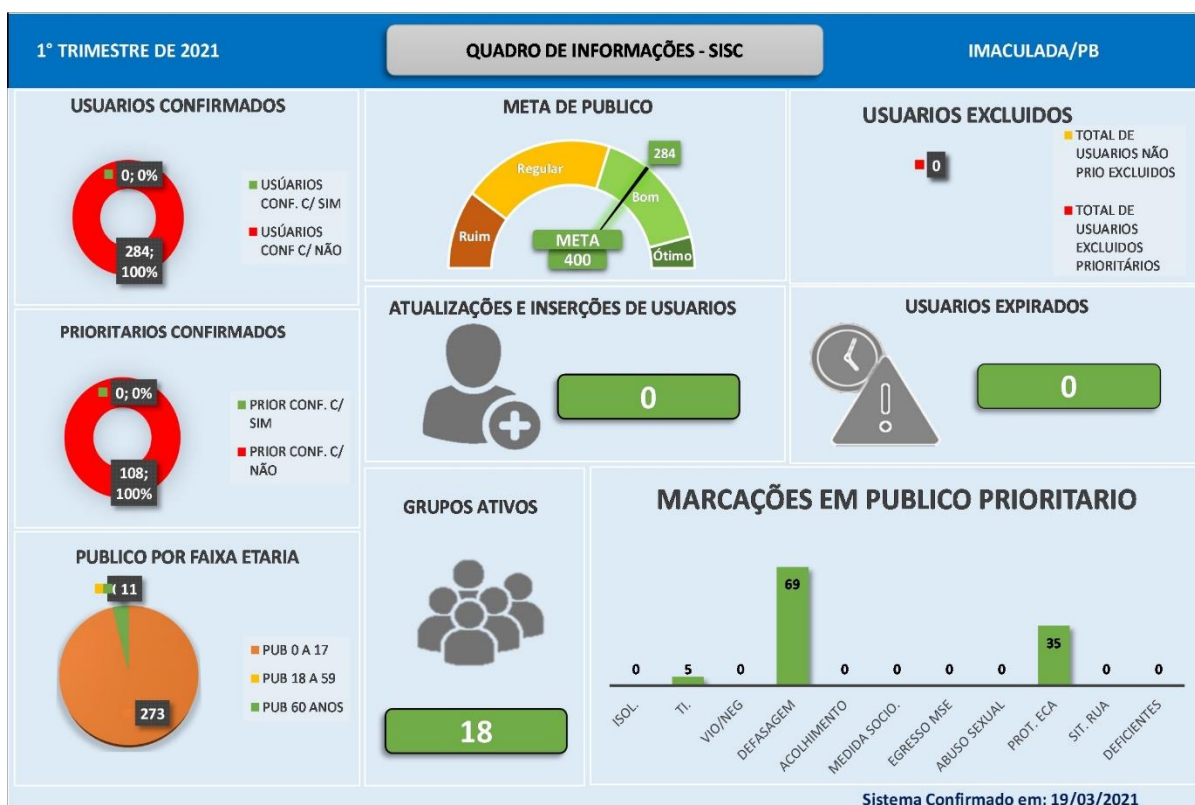 1° TRIMESTRE DE 2021
QUADRO DE INFORMAÇÕES - SISC
IMACULADA/PB
USUARIOS CONFIRMADOS
0; 0%
284;
100%
USÚÁRIOS
CONF. C/ SIM
USÚÁRIOS
CONF C/ NÃO
META DE PUBLICO
Ruim
Regular
Bom
Ótimo
284
META
400
USUARIOS EXCLUIDOS
0
TOTAL DE
USUARIOS NÃO
PRIO EXCLUIDOS
TOTAL DE
USUARIOS
EXCLUIDOS
PRIORITÁRIOS
PRIORITARIOS CONFIRMADOS
0; 0%
108;
100%
PRIOR CONF. C/
SIM
PRIOR CONF. C/
NÃO
ATUALIZAÇÕES E INSERÇÕES DE USUARIOS
0
USUARIOS EXPIRADOS
0
PUBLICO POR FAIXA ETARIA
11
273
PUB 0 A 17
PUB 18 A 59
PUB 60 ANOS
GRUPOS ATIVOS
18
MARCAÇÕES EM PUBLICO PRIORITARIO
0
5
0
69
0
0
0
0
35
0
0
ISOL.
TI.
VIO/NEG
DEFASAGEM
ACOLHIMENTO
MEDIDA SOCIO.
EGRESSO MSE
ABUSO SEXUAL
PROT. ECA
SIT. RUA
DEFICIENTES
Sistema Confirmado em: 19/03/2021